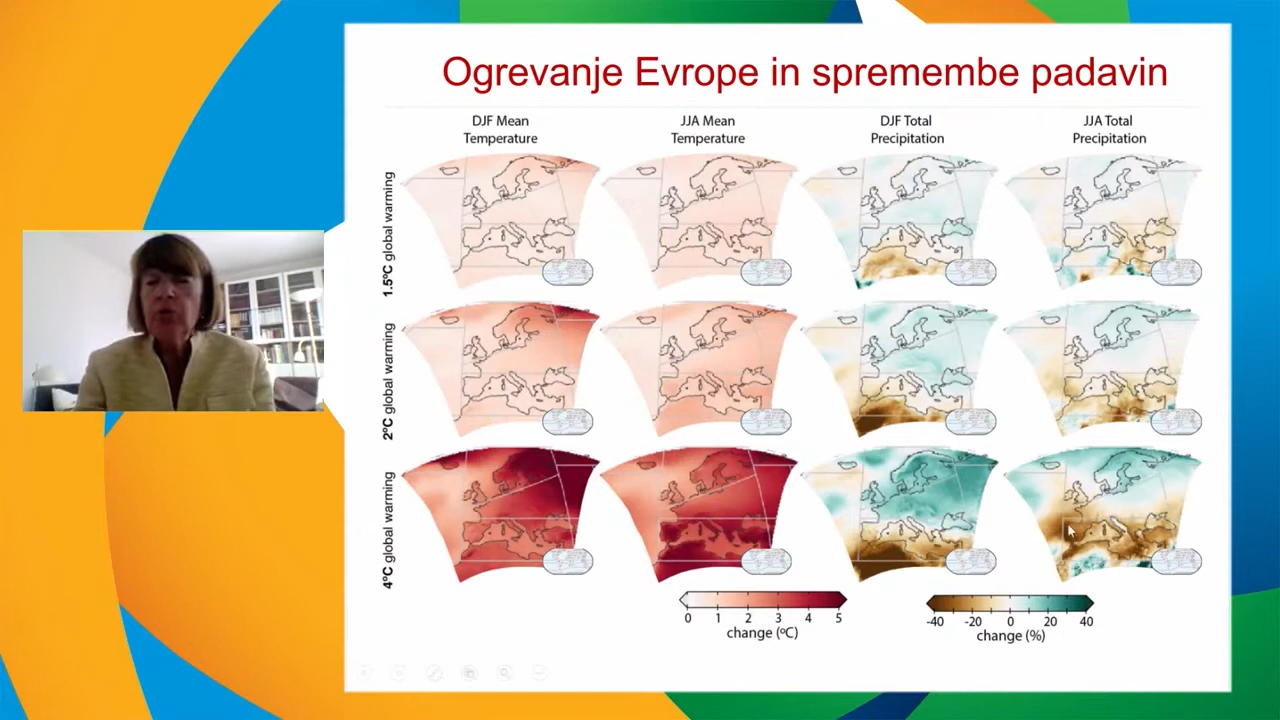 Ogrevanje Evrope in spremembe padavin
DJF Mean
Temperature
JJA Mean
Temperature
DJF Total
Precipitation
JJA Total
Precipitation
1.5ºC global warming
2ºC global warming
4ºC global warming
0 1 2 3 4 5
change (ºC)
-40 -20 0 20 40
change (%)